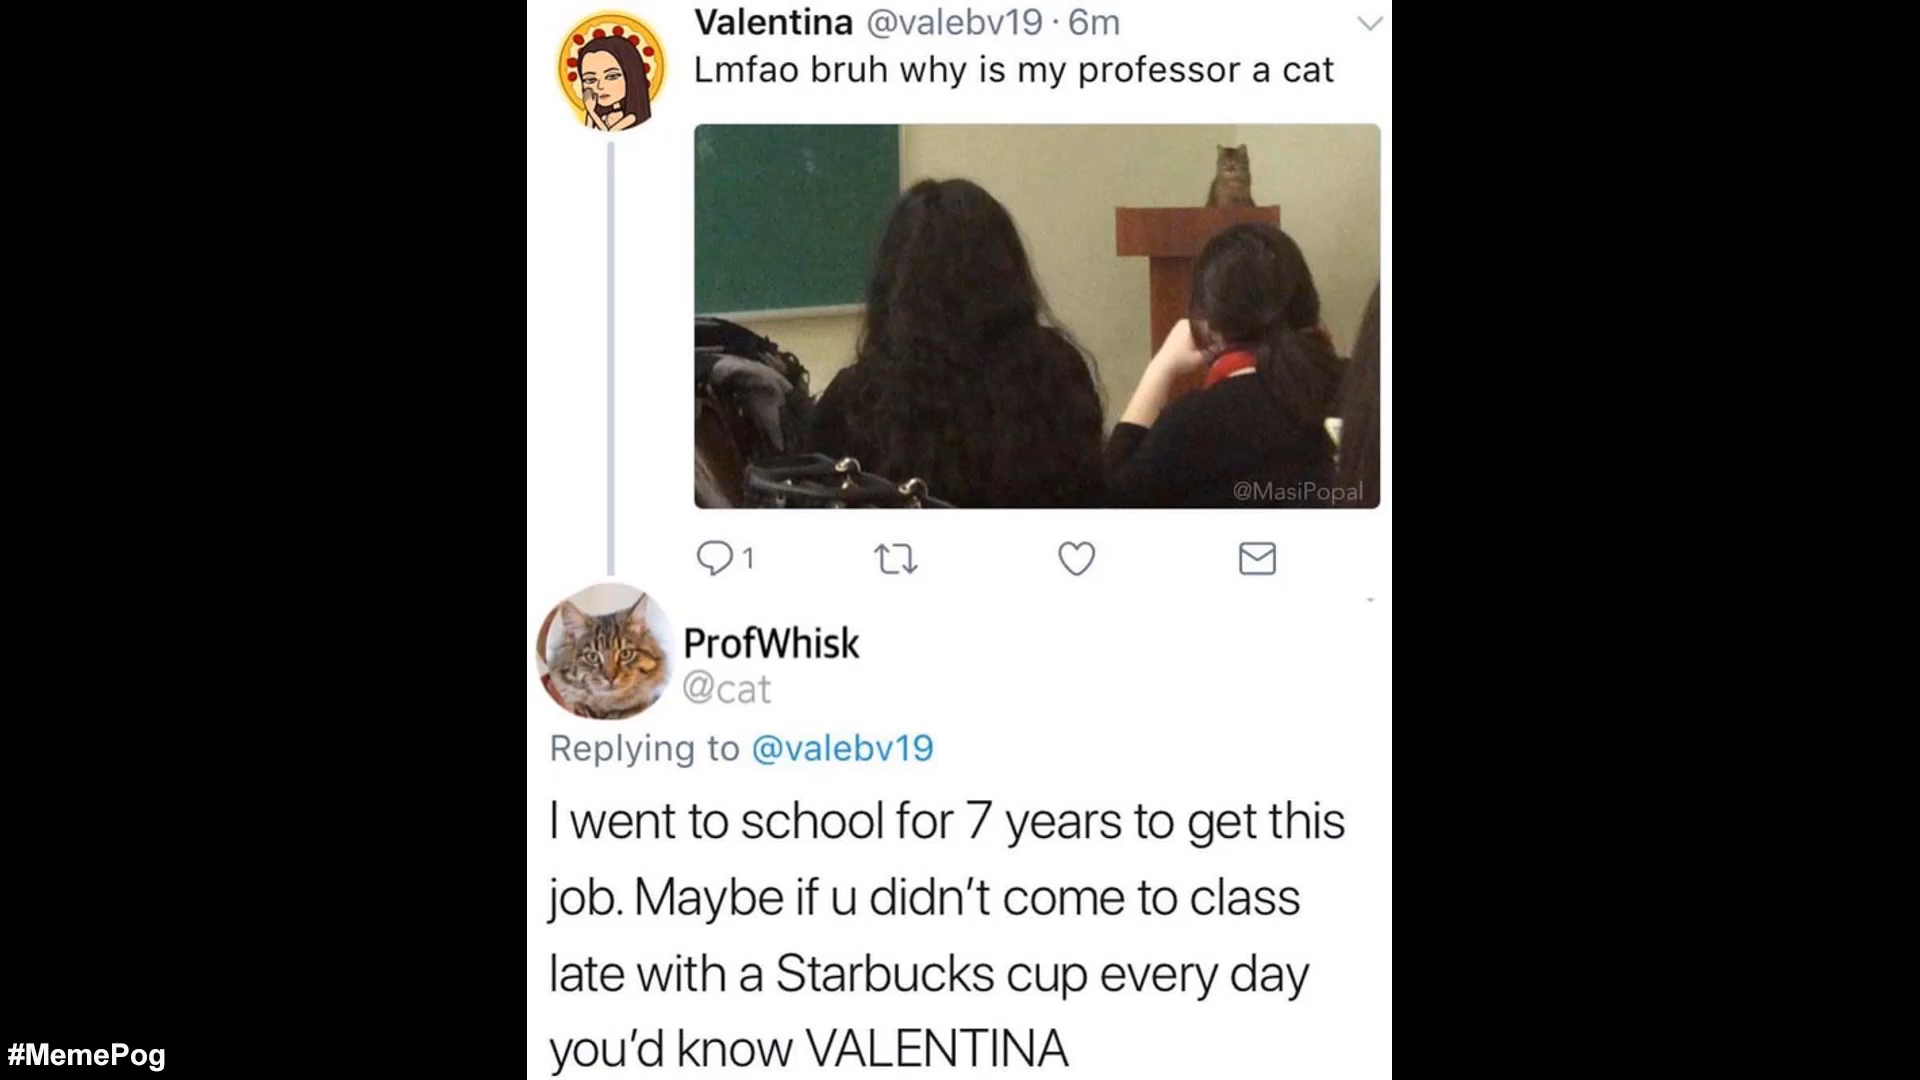 Valentina @valebv19 · 6m
Lmfao bruh why is my professor a cat
@MasiPopal
1
ProfWhisk
@cat
Replying to @valebv19
I went to school for 7 years to get this
job. Maybe if u didn't come to class
late with a Starbucks cup every day
you'd know VALENTINA
#MemePog